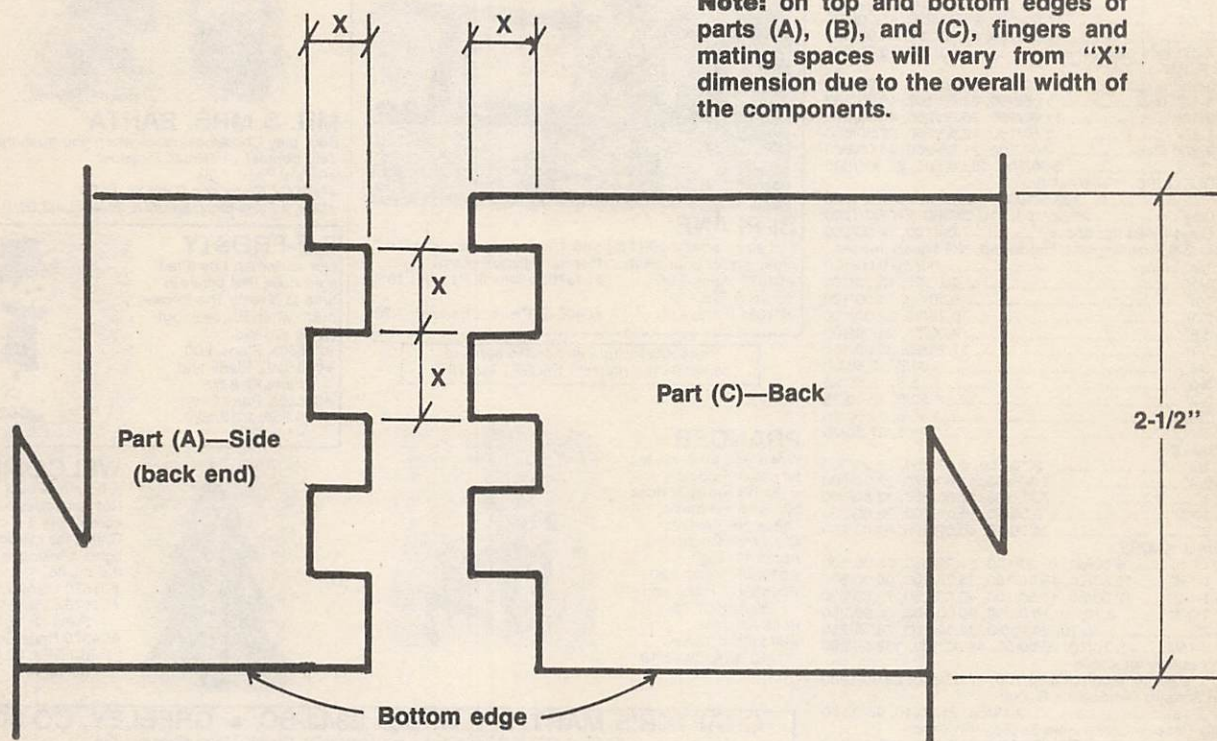 X
X
Note: on top and bottom edges of
parts (A), (B), and (C), fingers and
mating spaces will vary from "X"
dimension due to the overall width of
the components.
X
X
Part (C)—Back
2-1/2"
Part (A)—Side
(back end)
Bottom edge